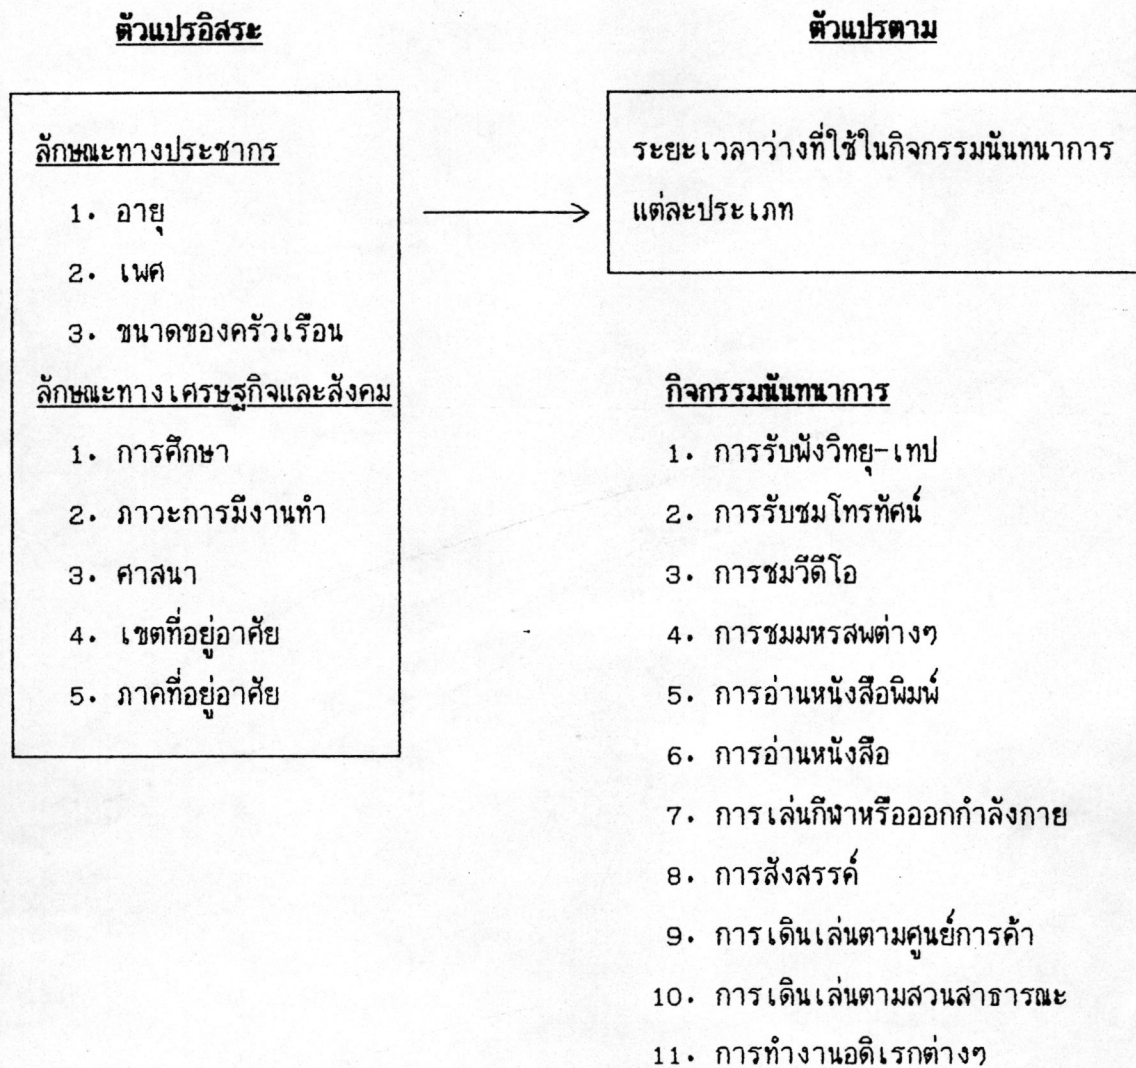 ตัวแปรอิสระ
ลักษณะทางประชากร
1. อายุ
2. เพศ
3. ขนาดของครัวเรือน
ลักษณะทางเศรษฐกิจและสังคม
1. การศึกษา
2. ภาวะการมีงานทำ
3. ศาสนา
4. เขตที่อยู่อาศัย
5. ภาคที่อยู่อาศัย
ตัวแปรตาม
ระยะเวลาว่างที่ใช้ในกิจกรรมนันทนาการ
แต่ละประเภท
กิจกรรมนันทนาการ
1. การรับฟังวิทยุ-เทป
2. การรับชมโทรทัศน์
3. การชมวีดีโอ
4. การชมมหรสพต่างๆ
5. การอ่านหนังสือพิมพ์
6. การอ่านหนังสือ
7. การเล่นกีฬาหรือออกกำลังกาย
8. การสังสรรค์
9. การเดินเล่นตามศูนย์การค้า
10. การเดินเล่นตามสวนสาธารณะ
11. การทำงานอดิเรกต่างๆ